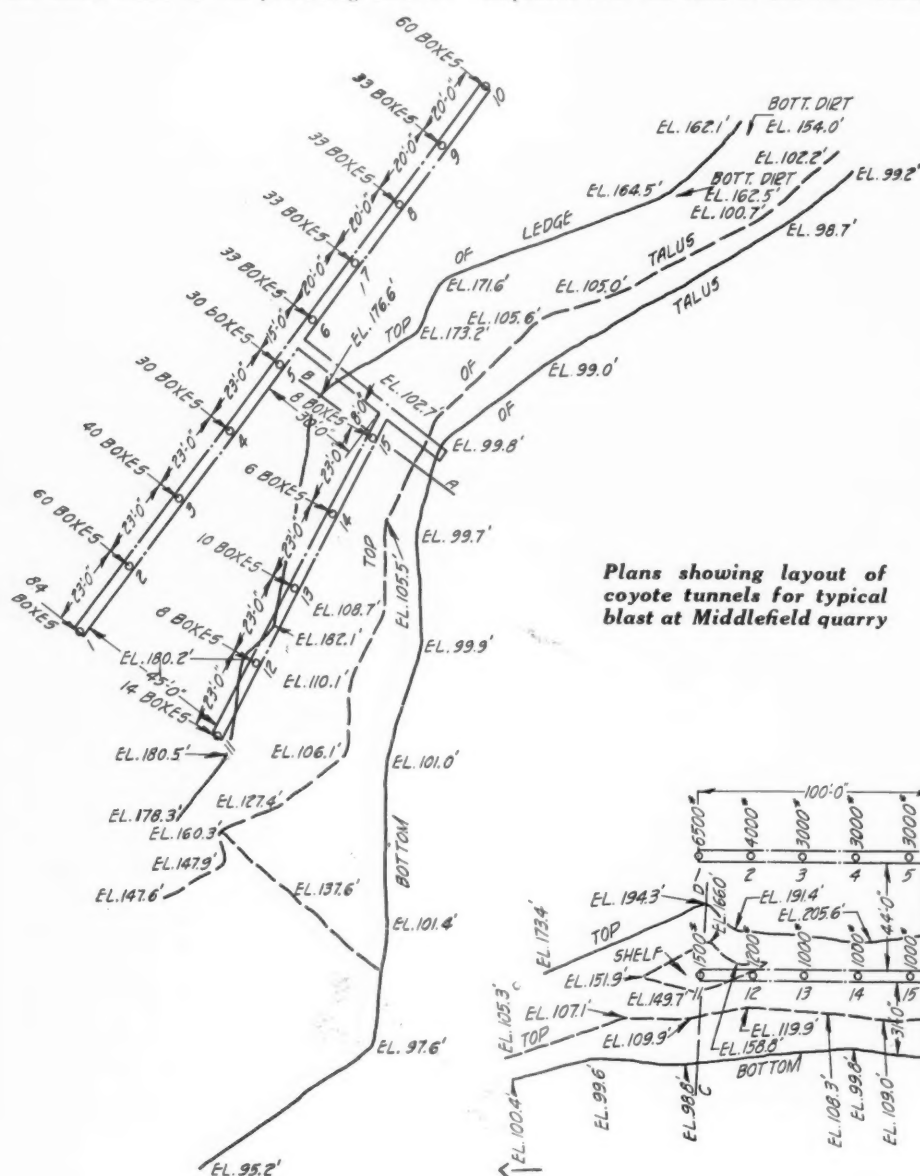 60 BOXES
10
20'-0"
33 BOXES
9
20'-0"
33 BOXES
8
20'-0"
33 BOXES
17
20'-0"
33 BOXES
6
15'-0"
30 BOXES
5
23'-0"
30 BOXES
4
23'-0"
40 BOXES
3
23'-0"
60 BOXES
2
23'-0"
84
BOXES
BOTT. DIRT
EL. 162.1'
EL. 154.0'
EL. 102.2'
EL. 99.2'
BOTT. DIRT
EL. 164.5'
EL. 162.5'
EL. 100.7'
EL. 98.7'
TOP OF LEDGE
EL. 171.6'
EL. 173.2'
EL. 176.6'
TALUS
EL. 105.0'
EL. 105.6'
TALUS
EL. 99.0'
OF
OF
B
EL. 102.7'
8 BOXES
30'-0"
8'-0"
15
EL. 99.8'
A
23'-0"
6 BOXES
14
23'-0"
10 BOXES
13
23'-0"
8 BOXES
12
23'-0"
14 BOXES
11
45'-0"
TOP
EL. 105.5'
EL. 99.7'
EL. 108.7'
EL. 182.1'
EL. 99.9'
EL. 180.2'
EL. 110.1'
EL. 180.5'
EL. 106.1'
EL. 101.0'
EL. 127.4'
EL. 178.3'
EL. 160.3'
EL. 147.9'
EL. 147.6'
EL. 137.6'
BOTTOM
EL. 101.4'
EL. 97.6'
EL. 95.2'
Plans showing layout of
coyote tunnels for typical
blast at Middlefield quarry
100'-0"
6500#
4000#
3000#
3000#
3000#
2
3
4
5
D
EL. 166.0'
EL. 194.3'
EL. 191.4'
EL. 205.6'
44'-0"
EL. 173.4'
TOP
SHELF
1500#
1200#
1000#
1000#
1000#
C
EL. 151.9'
11
12
13
14
15
EL. 149.7'
EL. 107.1'
EL. 105.3'
TOP
EL. 109.9'
EL. 119.9'
EL. 158.8'
31'-0"
BOTTOM
EL. 100.4'
EL. 99.6'
EL. 98.8'
C
EL. 108.3'
EL. 99.8'
EL. 109.0'